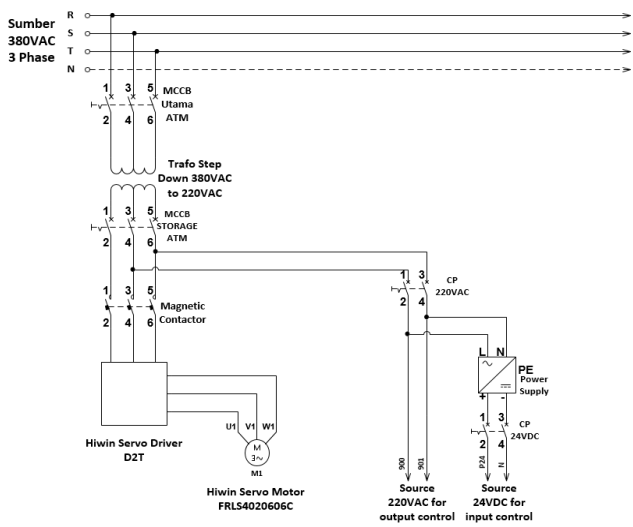 Sumber
380VAC
3 Phase
R
S
T
N
1 3 5
2 4 6
MCCB
Utama
ATM
Trafo Step
Down 380VAC
to 220VAC
1 3 5
2 4 6
MCCB
STORAGE
ATM
1 3
2 4
CP
220VAC
1 3 5
2 4 6
Magnetic
Contactor
L N
PE
Power
Supply
+ -
1 3
2 4
CP
24VDC
U1 V1 W1
M
3~
M1
Hiwin Servo Driver
D2T
Hiwin Servo Motor
FRLS4020606C
900
901
P24
N
Source
220VAC for
output control
Source
24VDC for
input control